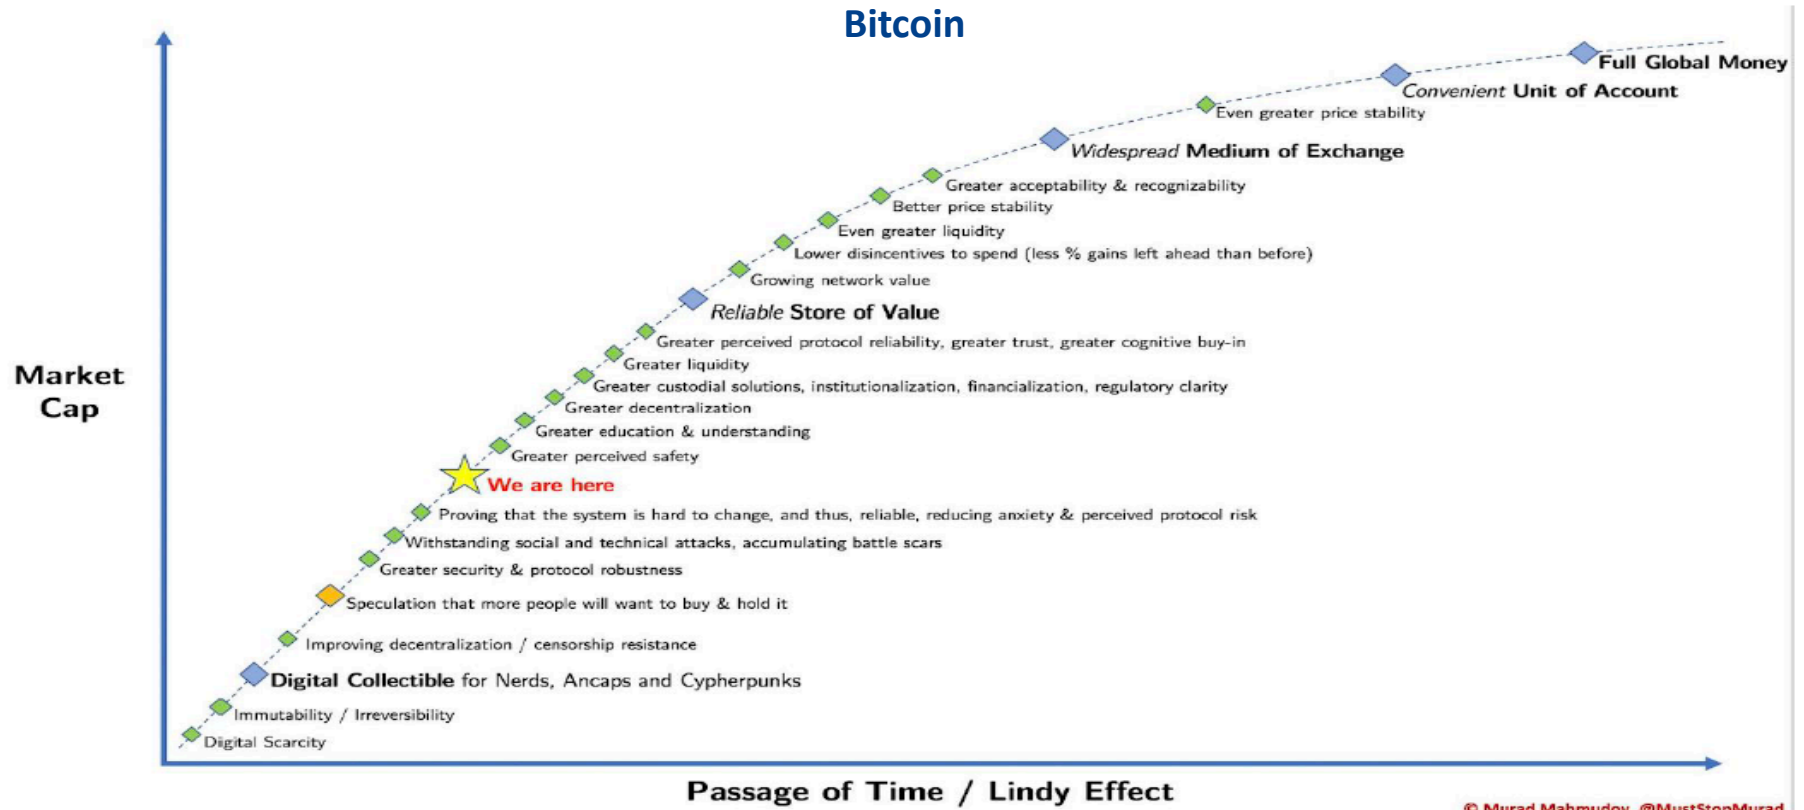 Bitcoin
Full Global Money
Convenient Unit of Account
Even greater price stability
Widespread Medium of Exchange
Greater acceptability & recognizability
Better price stability
Even greater liquidity
Lower disincentives to spend (less % gains left ahead than before)
Growing network value
Reliable Store of Value
Greater perceived protocol reliability, greater trust, greater cognitive buy-in
Greater liquidity
Greater custodial solutions, institutionalization, financialization, regulatory clarity
Greater decentralization
Greater education & understanding
Greater perceived safety
We are here
Proving that the system is hard to change, and thus, reliable, reducing anxiety & perceived protocol risk
Withstanding social and technical attacks, accumulating battle scars
Greater security & protocol robustness
Speculation that more people will want to buy & hold it
Improving decentralization / censorship resistance
Digital Collectible for Nerds, Ancaps and Cypherpunks
Immutability / Irreversibility
Digital Scarcity
Market
Cap
Passage of Time / Lindy Effect
© Murad Mahmudov @MustStopMurad